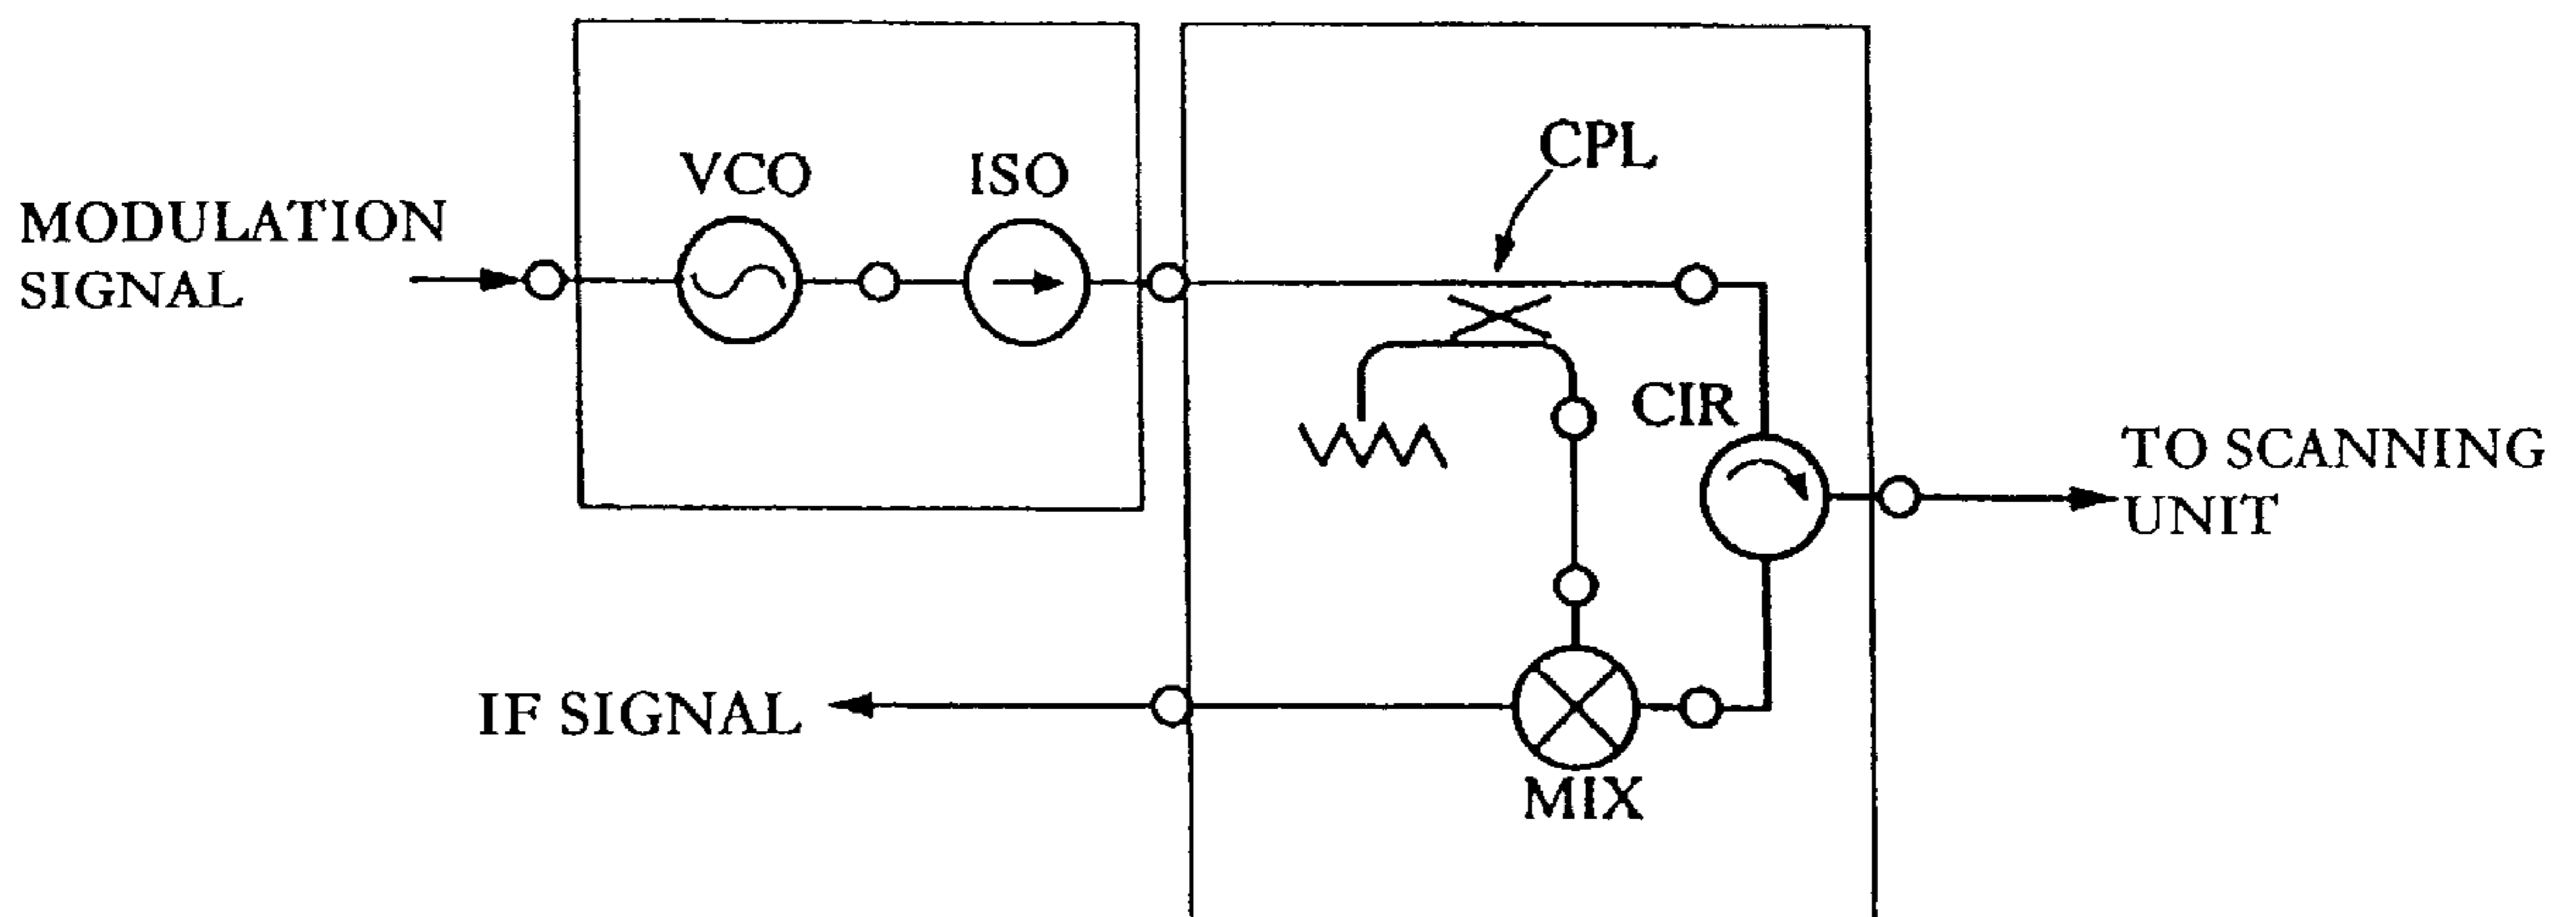 CPL
VCO
ISO
MODULATION
SIGNAL
CIR
TO SCANNING
UNIT
IF SIGNAL
MIX